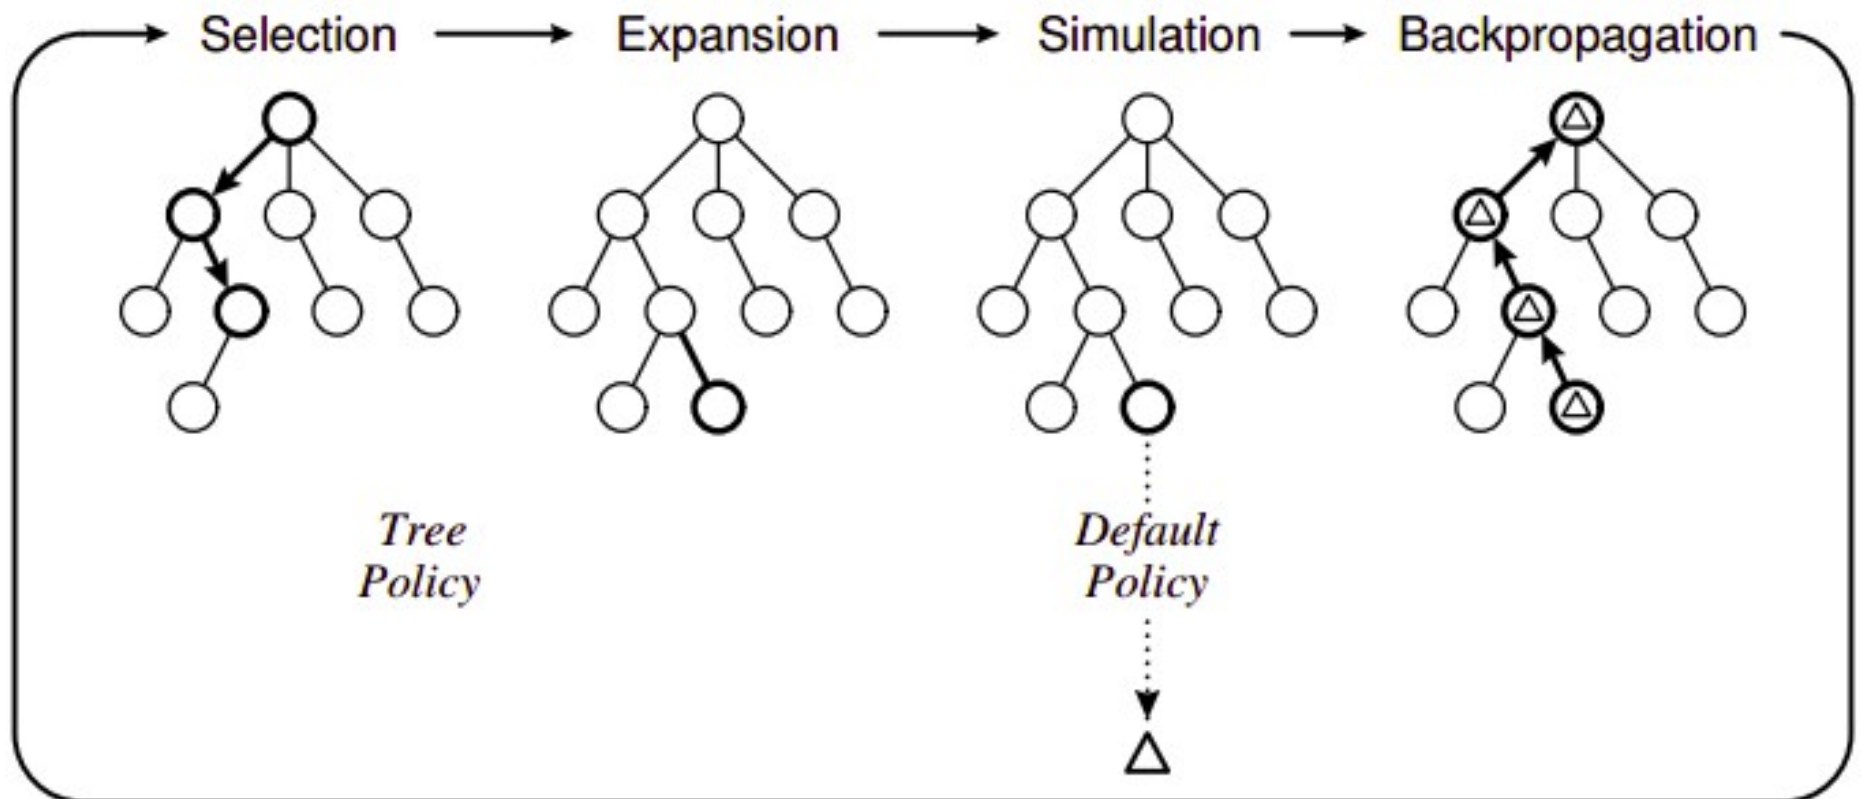 Selection Expansion Simulation Backpropagation
Tree
Policy
Default
Policy